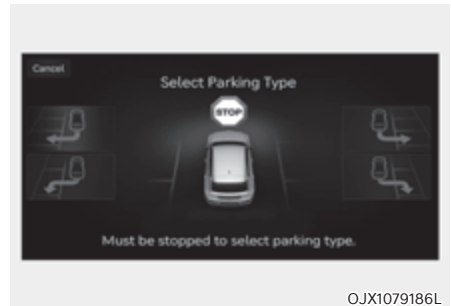 Cancel
Select Parking Type
STOP
Must be stopped to select parking type.
OJX1079186L